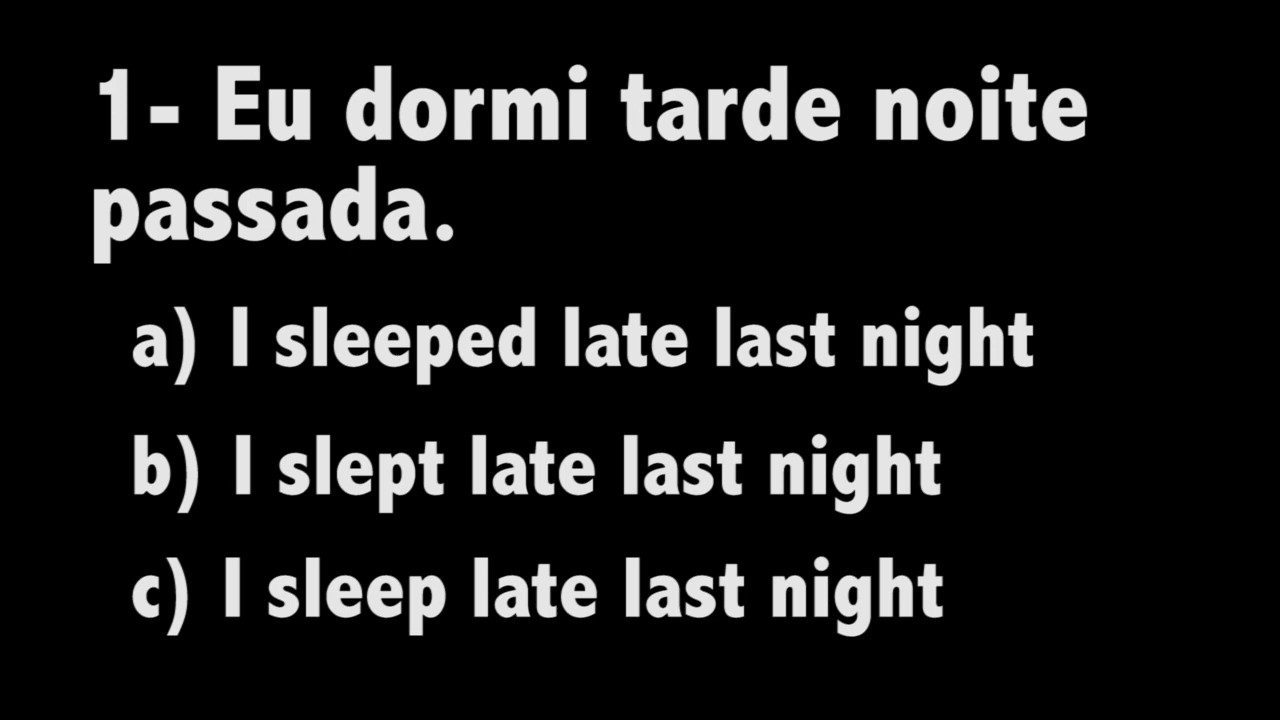 1- Eu dormi tarde noite
passada.
a) I sleeped late last night
b) I slept late last night
c) I sleep late last night